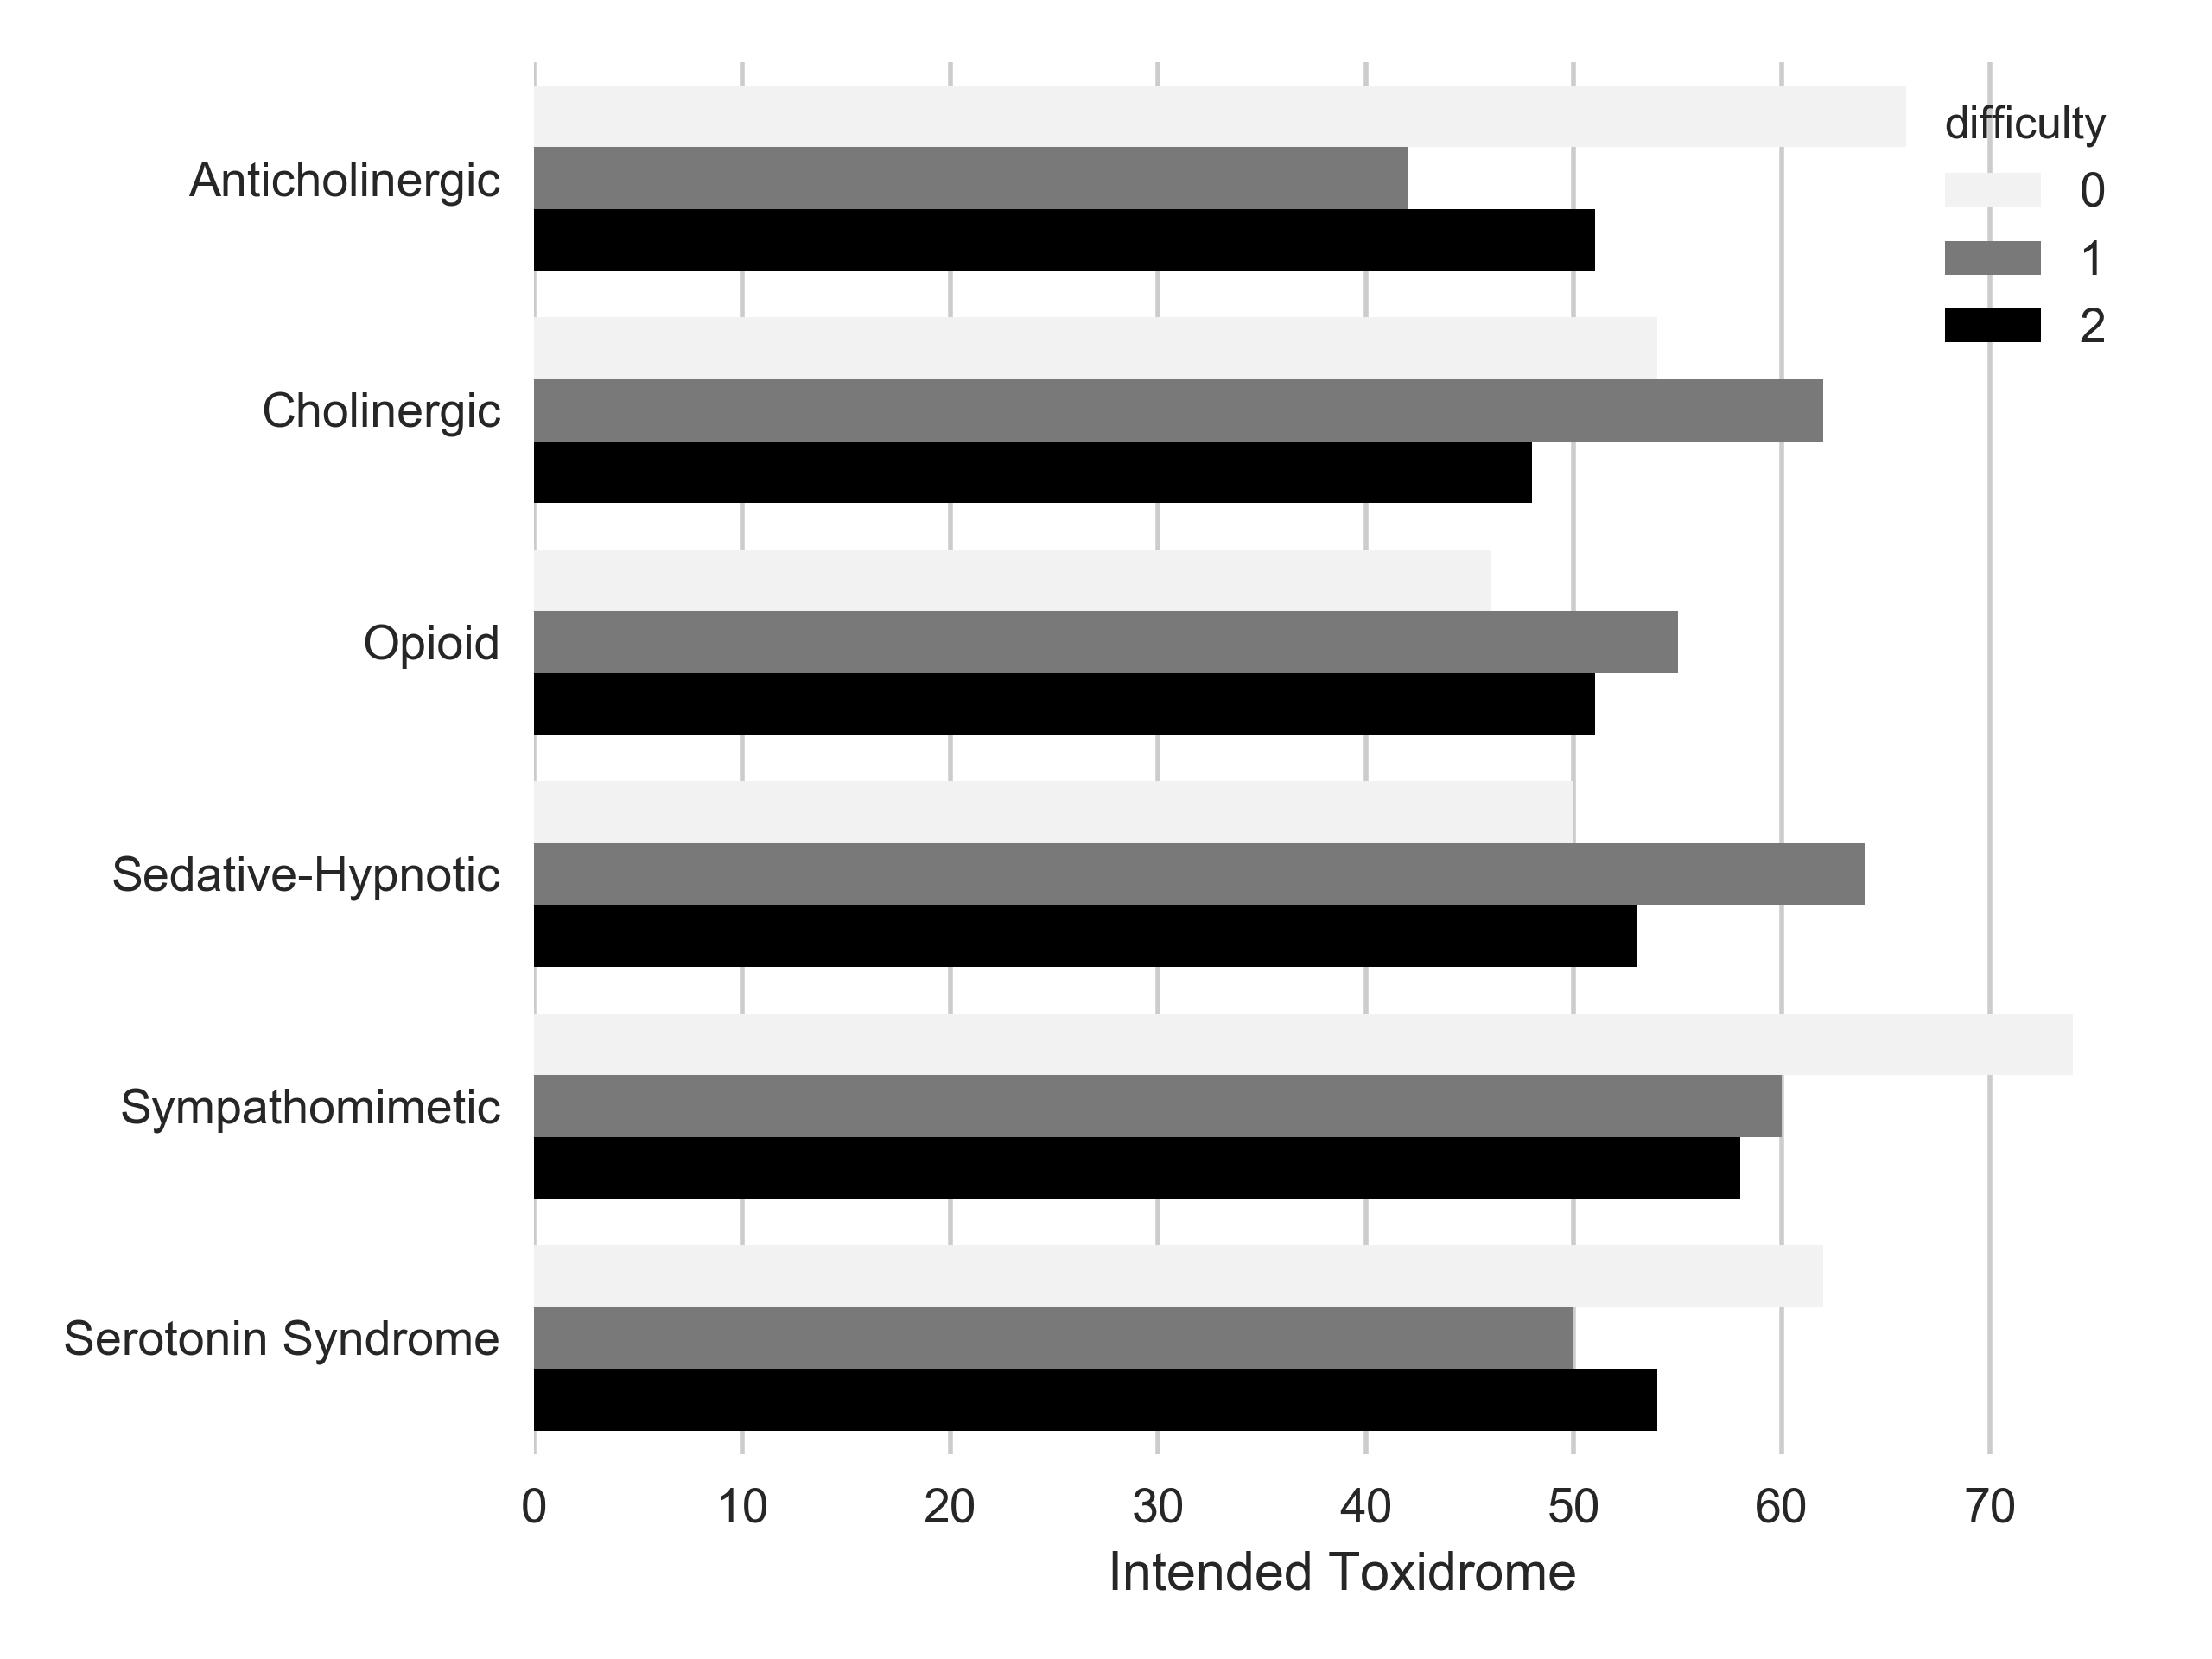 difficulty
0
1
2
Anticholinergic
Cholinergic
Opioid
Sedative-Hypnotic
Sympathomimetic
Serotonin Syndrome
0 10 20 30 40 50 60 70
Intended Toxidrome